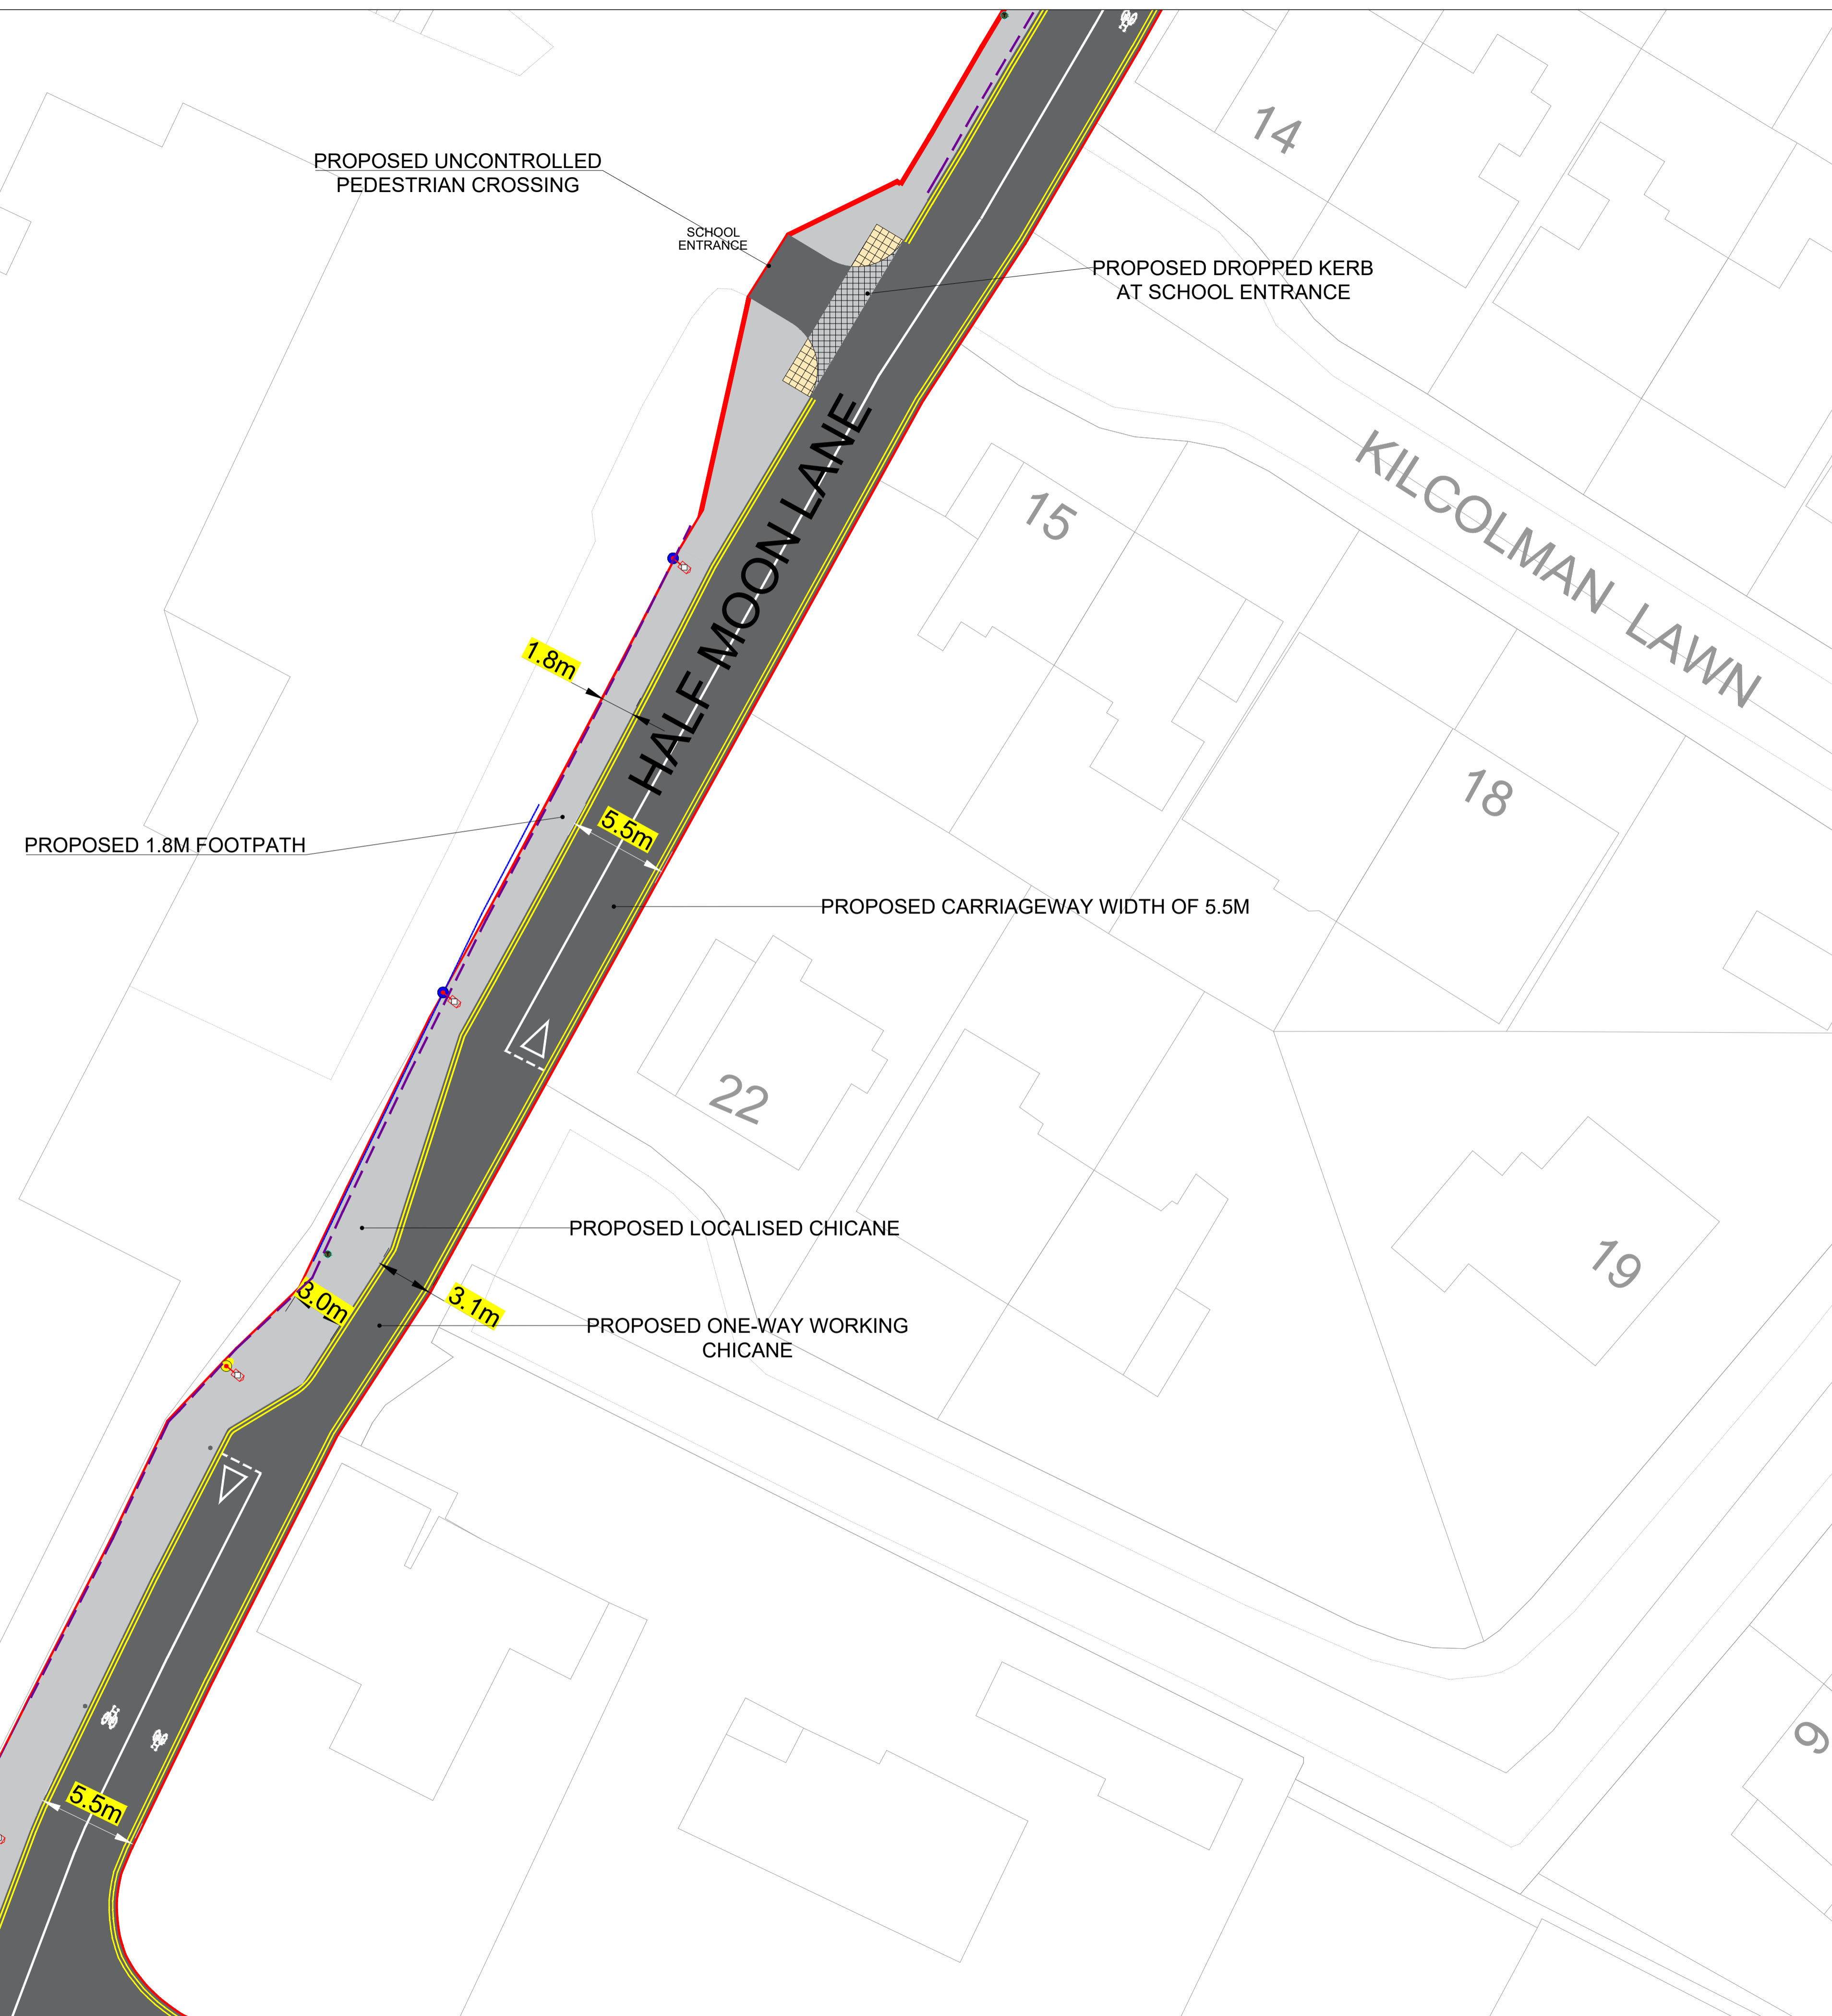 14
PROPOSED UNCONTROLLED
PEDESTRIAN CROSSING
SCHOOL
ENTRANCE
PROPOSED DROPPED KERB
AT SCHOOL ENTRANCE
HALF MOON LANE
15
KILCOLMAN LAWN
1.8m
18
5.5m
PROPOSED 1.8M FOOTPATH
PROPOSED CARRIAGEWAY WIDTH OF 5.5M
22
PROPOSED LOCALISED CHICANE
19
3.0m
3.1m
PROPOSED ONE-WAY WORKING
CHICANE
9
5.5m